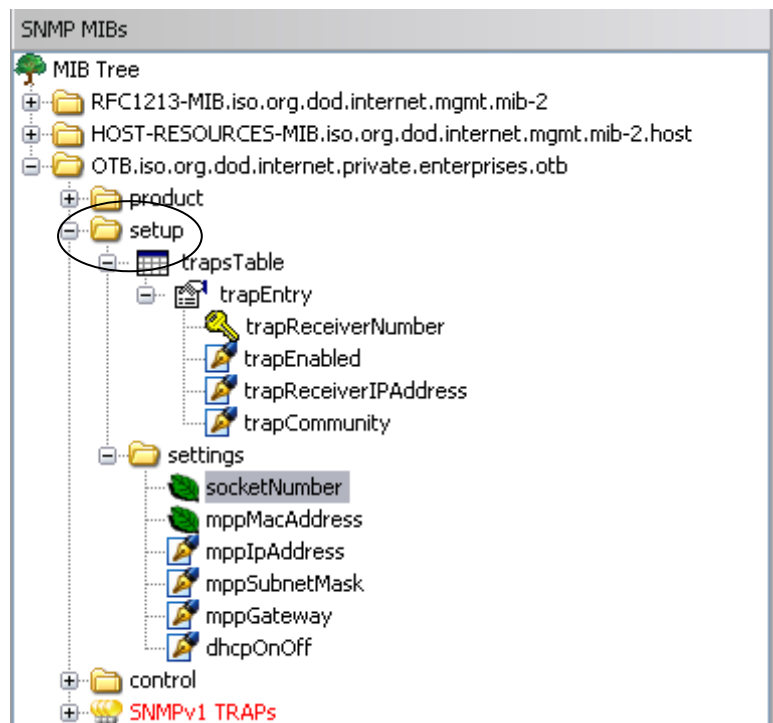 SNMP MIBs
MIB Tree
RFC1213-MIB.iso.org.dod.internet.mgmt.mib-2
HOST-RESOURCES-MIB.iso.org.dod.internet.mgmt.mib-2.host
OTB.iso.org.dod.internet.private.enterprises.otb
product
setup
trapsTable
trapEntry
trapReceiverNumber
trapEnabled
trapReceiverIPAddress
trapCommunity
settings
socketNumber
mppMacAddress
mppIpAddress
mppSubnetMask
mppGateway
dhcpOnOff
control
SNMPv1 TRAPs